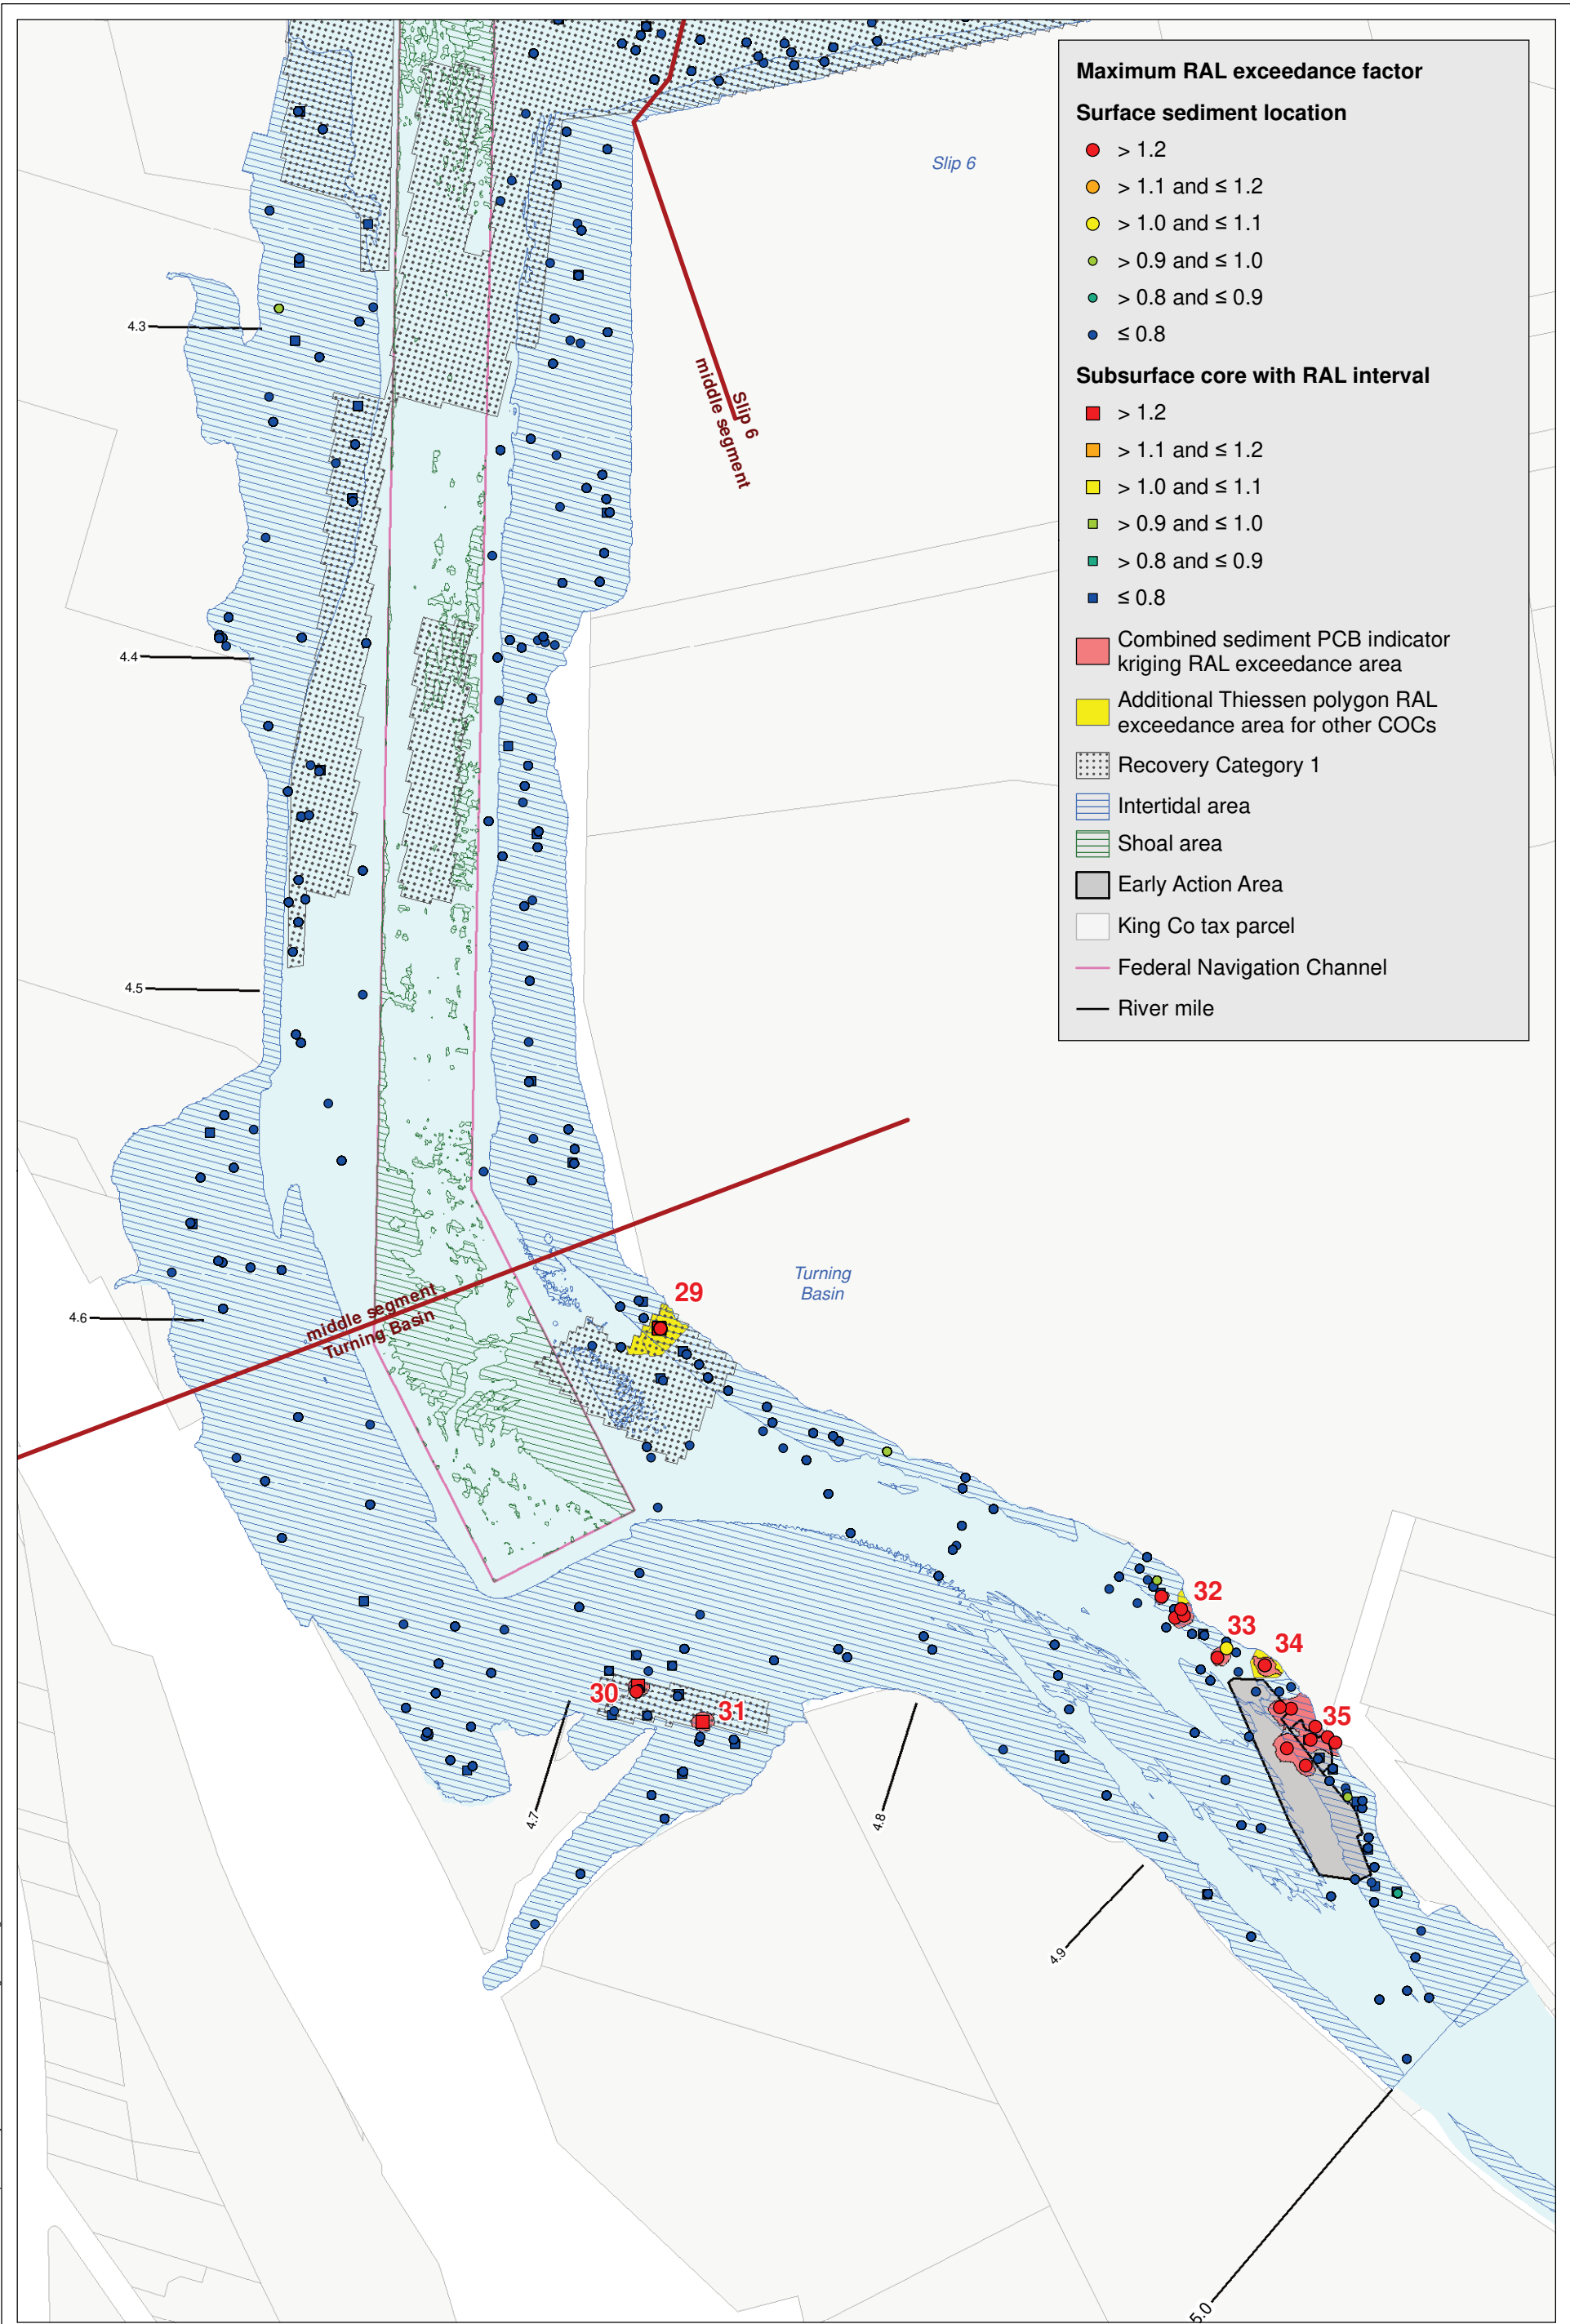 Maximum RAL exceedance factor
Surface sediment location
> 1.2
> 1.1 and ≤ 1.2
> 1.0 and ≤ 1.1
> 0.9 and ≤ 1.0
> 0.8 and ≤ 0.9
≤ 0.8
Subsurface core with RAL interval
> 1.2
> 1.1 and ≤ 1.2
> 1.0 and ≤ 1.1
> 0.9 and ≤ 1.0
> 0.8 and ≤ 0.9
≤ 0.8
Combined sediment PCB indicator
kriging RAL exceedance area
Additional Thiessen polygon RAL
exceedance area for other COCs
Recovery Category 1
Intertidal area
Shoal area
Early Action Area
King Co tax parcel
Federal Navigation Channel
River mile
Slip 6
4.3
Slip 6
middle segment
4.4
4.5
Turning
Basin
29
middle segment
Turning Basin
4.6
32
33
34
30
31
35
4.7
4.8
4.9
5.0